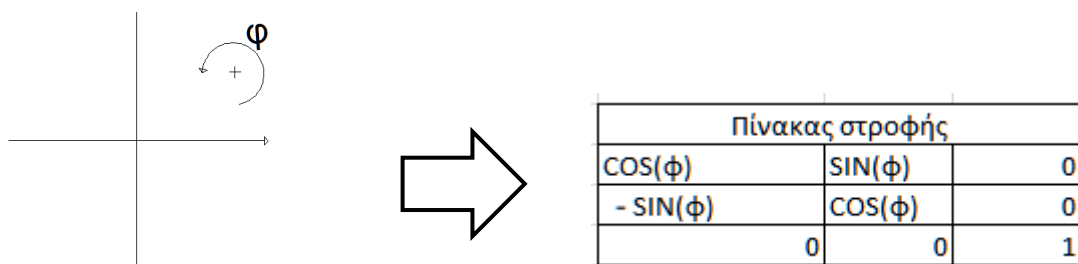 φ
Πίνακας στροφής
COS(φ) SIN(φ) 0
- SIN(φ) COS(φ) 0
0 0 1